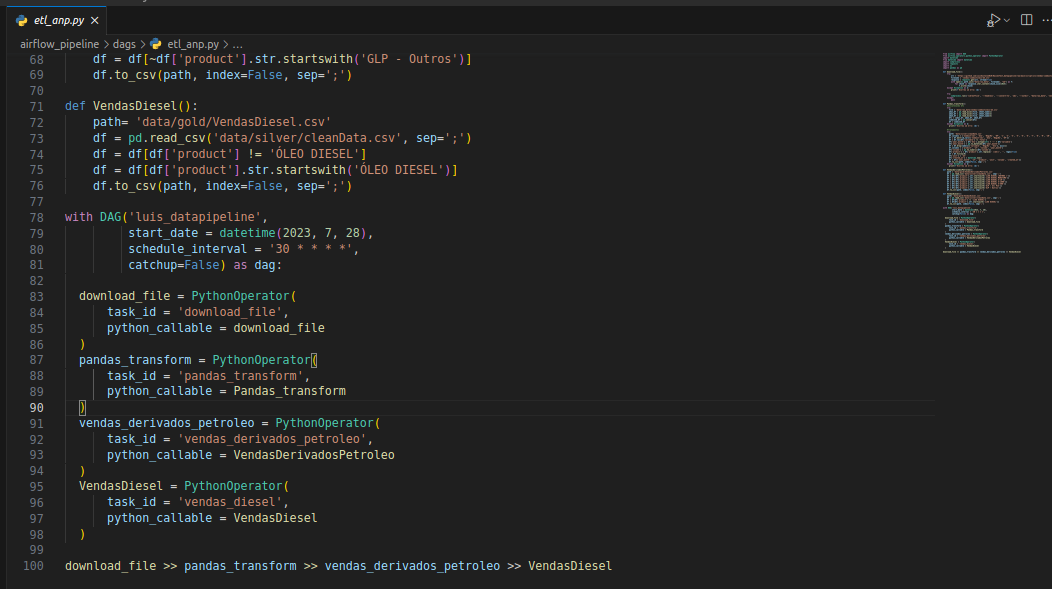 etl_anp.py
airflow_pipeline > dags > etl_anp.py > ...
68 df = df[~df['product'].str.startswith('GLP - Outros')]
69 df.to_csv(path, index=False, sep=';')
70
71 def VendasDiesel():
72 path= 'data/gold/VendasDiesel.csv'
73 df = pd.read_csv('data/silver/cleanData.csv', sep=';')
74 df = df[df['product'] != 'ÓLEO DIESEL']
75 df = df[df['product'].str.startswith('ÓLEO DIESEL')]
76 df.to_csv(path, index=False, sep=';')
77
78 with DAG('luis_datapipeline',
79 start_date = datetime(2023, 7, 28),
80 schedule_interval = '30 * * * *',
81 catchup=False) as dag:
82
83 download_file = PythonOperator(
84 task_id = 'download_file',
85 python_callable = download_file
86 )
87 pandas_transform = PythonOperator(
88 task_id = 'pandas_transform',
89 python_callable = Pandas_transform
90 )
91 vendas_derivados_petroleo = PythonOperator(
92 task_id = 'vendas_derivados_petroleo',
93 python_callable = VendasDerivadosPetroleo
94 )
95 VendasDiesel = PythonOperator(
96 task_id = 'vendas_diesel',
97 python_callable = VendasDiesel
98 )
99
100 download_file >> pandas_transform >> vendas_derivados_petroleo >> VendasDiesel